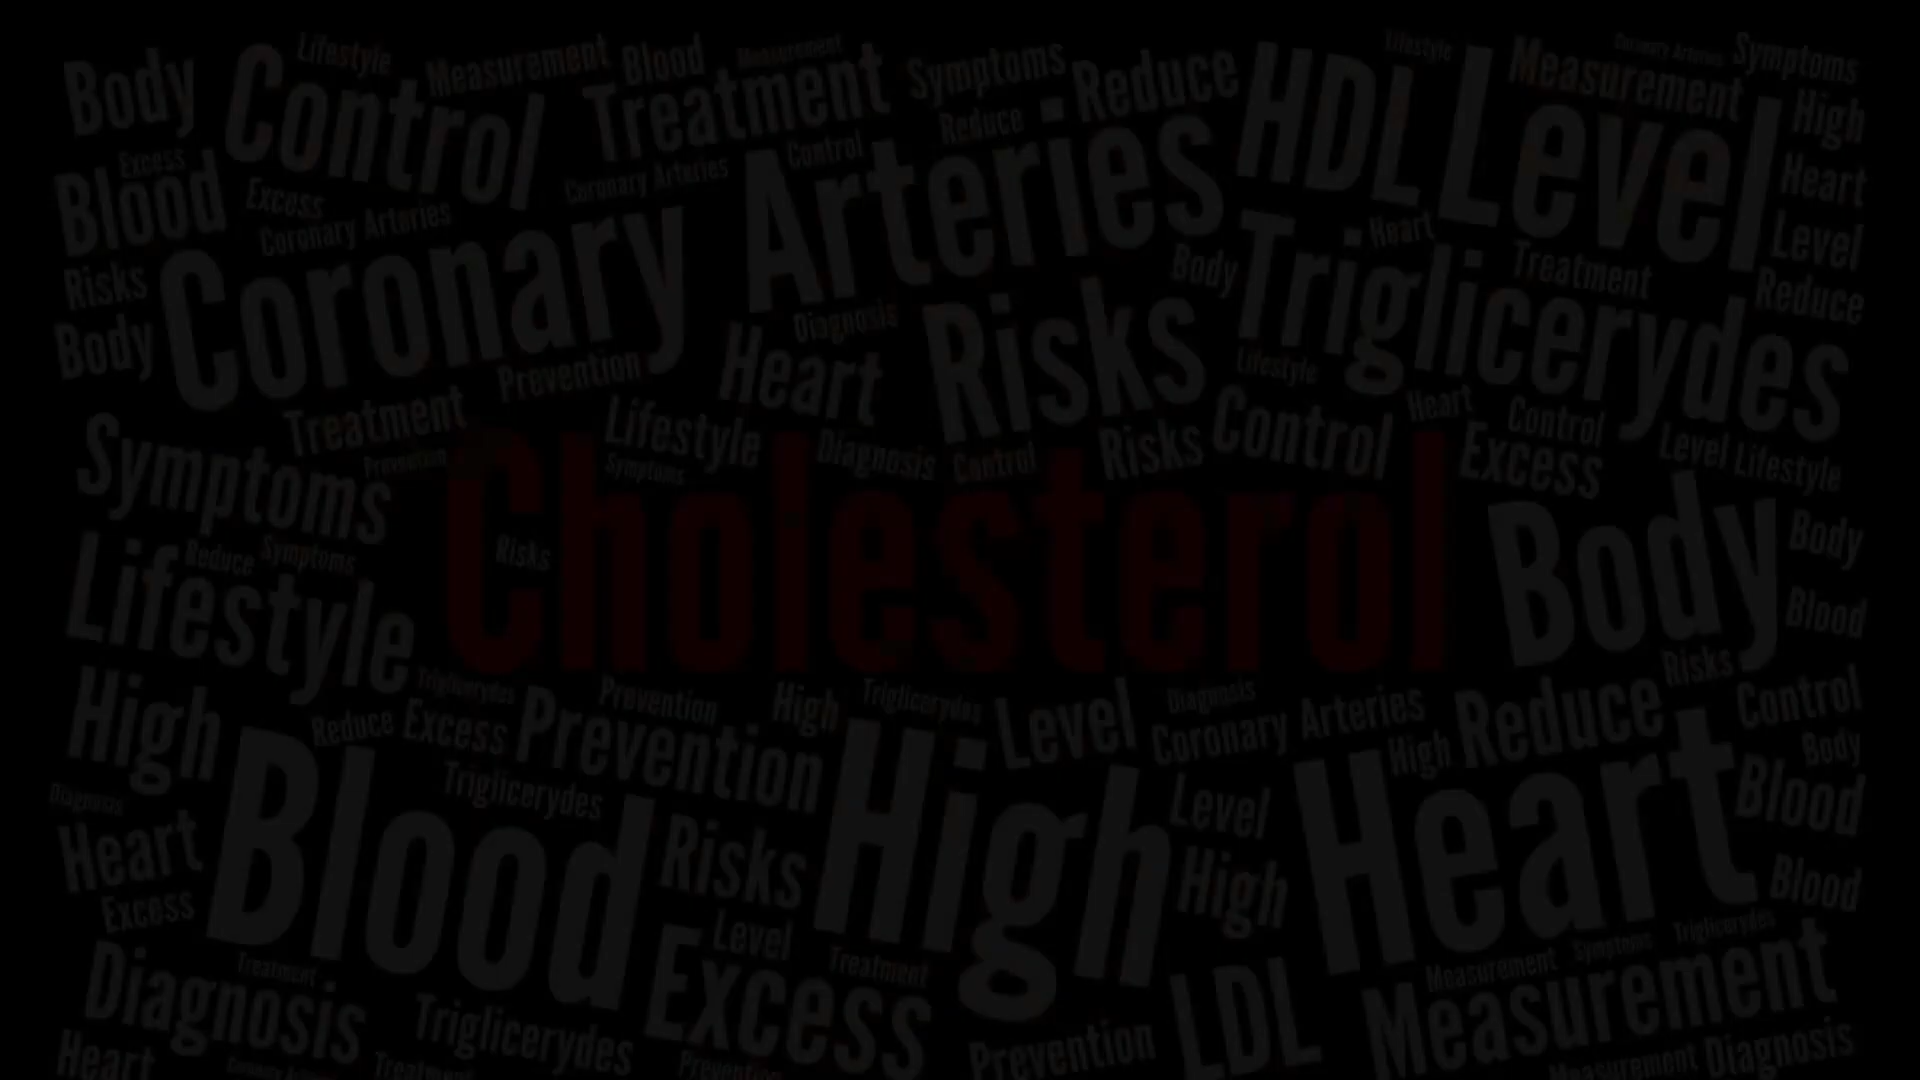 Lifestyle
Measurement
Blood
Measurement
Symptoms
Reduce
HDL
Lifestyle
Level
Measurement
Coronary Arteries
Symptoms
Body
Control
Treatment
Reduce
High
Excess
Blood
Excess
Coronary Arteries
Coronary Arteries
Control
Arteries
Heart
Heart
Level
Risks
Coronary
Body
Triglicerydes
Treatment
Reduce
Body
Diagnosis
Heart
Risks
Lifestyle
Prevention
Treatment
Lifestyle
Control
Heart
Control
Level Lifestyle
Symptoms
Prevention
Symptoms
Diagnosis
Control
Risks
Excess
Cholesterol
Body
Body
Reduce
Symptoms
Risks
Lifestyle
Blood
High
Triglicerydes
Prevention
High
Triglicerydes
Level
Diagnosis
Coronary Arteries
Reduce
Risks
Control
Reduce
Excess
Prevention
High
High
Heart
Body
Blood
Diagnosis
Blood
Triglicerydes
Level
Heart
Risks
High
Blood
Excess
Level
Treatment
Triglicerydes
Symptoms
Measurement
Diagnosis
Treatment
Excess
LDL
Measurement
Triglicerydes
Prevention
Diagnosis
Heart
Coronary Arteries
Treatment
Prevention
Measurement